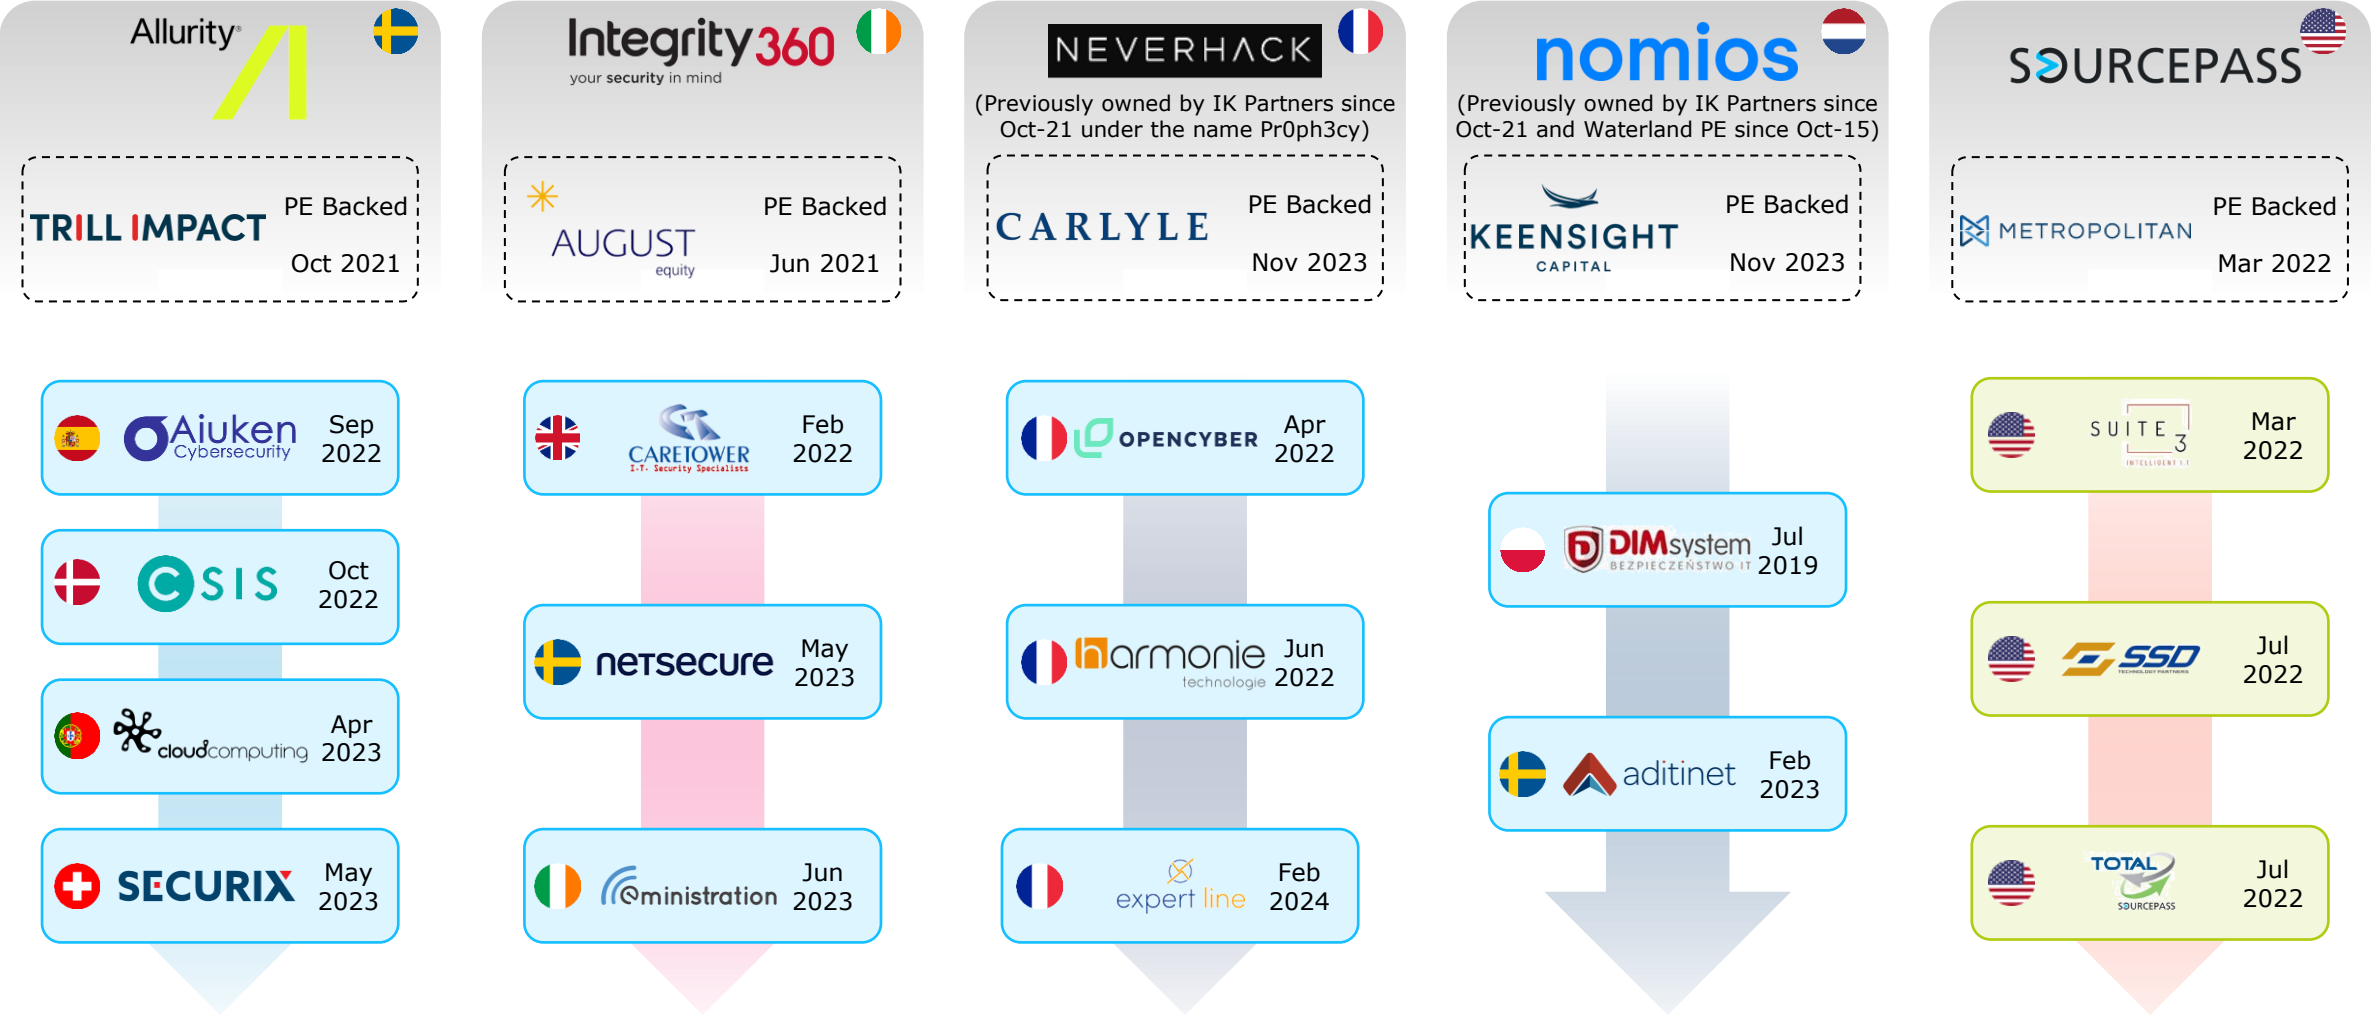 Allurity
TRILL IMPACT
PE Backed
Oct 2021
Aiuken
Cybersecurity
Sep
2022
CSIS
Oct
2022
cloudcomputing
Apr
2023
SECURIX
May
2023
Integrity360
your security in mind
AUGUST
equity
PE Backed
Jun 2021
CARETOWER
I.T. Security Specialists
Feb
2022
netsecure
May
2023
@ministration
Jun
2023
NEVERHACK
(Previously owned by IK Partners since
Oct-21 under the name Pr0ph3cy)
CARLYLE
PE Backed
Nov 2023
OPENCYBER
Apr
2022
harmonie
technologie
Jun
2022
expert line
Feb
2024
nomios
(Previously owned by IK Partners since
Oct-21 and Waterland PE since Oct-15)
KEENSIGHT
CAPITAL
PE Backed
Nov 2023
DIMsystem
BEZPIECZEŃSTWO IT
Jul
2019
aditinet
Feb
2023
SOURCEPASS
METROPOLITAN
PE Backed
Mar 2022
SUITE 3
INTELLIGENT I.T
Mar
2022
SSD
TECHNOLOGY PARTNERS
Jul
2022
TOTAL
SOURCEPASS
Jul
2022